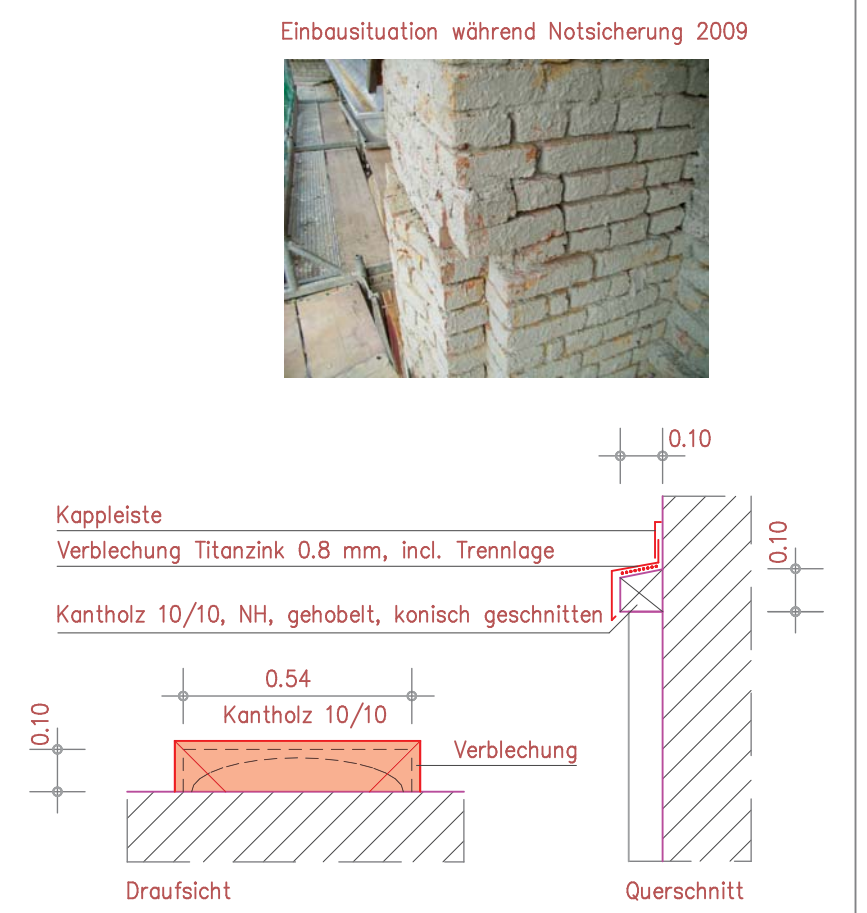 Einbausituation während Notsicherung 2009
0.10
Kappleiste
Verblechung Titanzink 0.8 mm, incl. Trennlage
0.10
Kantholz 10/10, NH, gehobelt, konisch geschnitten
0.54
Kantholz 10/10
0.10
Verblechung
Draufsicht
Querschnitt